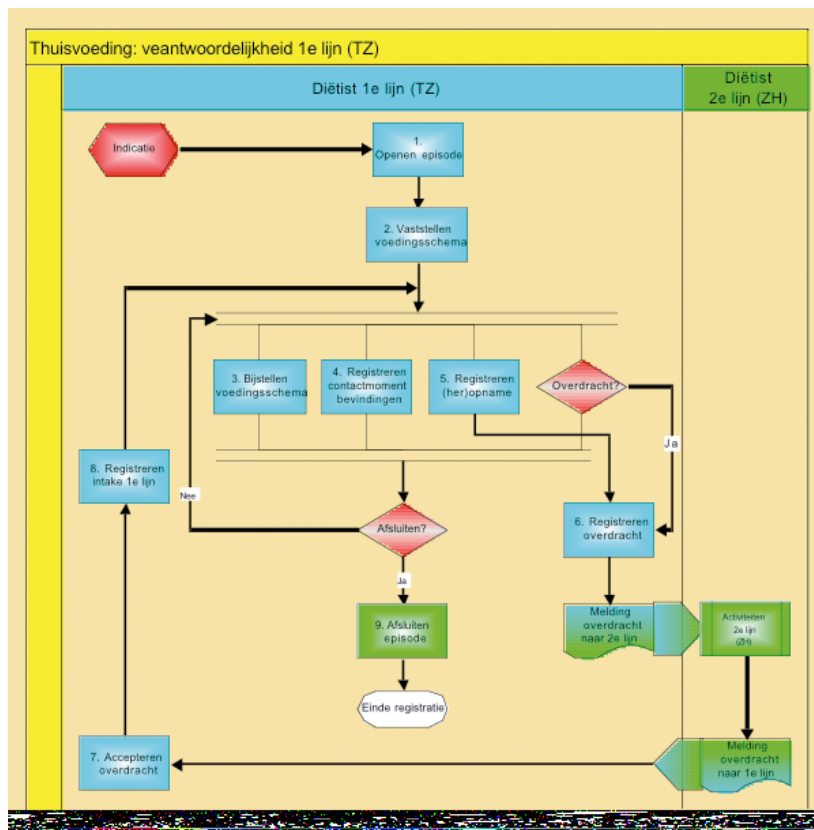 Thuisvoeding: veantwoordelijkheid 1e lijn (TZ)
Diëtist 1e lijn (TZ)
Diëtist
2e lijn (ZH)
Indicatie
1.
Openen episode
2. Vaststellen
voedingsschema
3. Bijstellen
voedingsschema
4. Registreren
contactmoment
bevindingen
5. Registreren
(her)opname
Overdracht?
Ja
8. Registreren
intake 1e lijn
Nee
Afsluiten?
6. Registreren
overdracht
Ja
9. Afsluiten
episode
Melding
overdracht
naar 2e lijn
Activiteiten
2e lijn
(ZH)
Einde registratie
7. Accepteren
overdracht
Melding
overdracht
naar 1e lijn